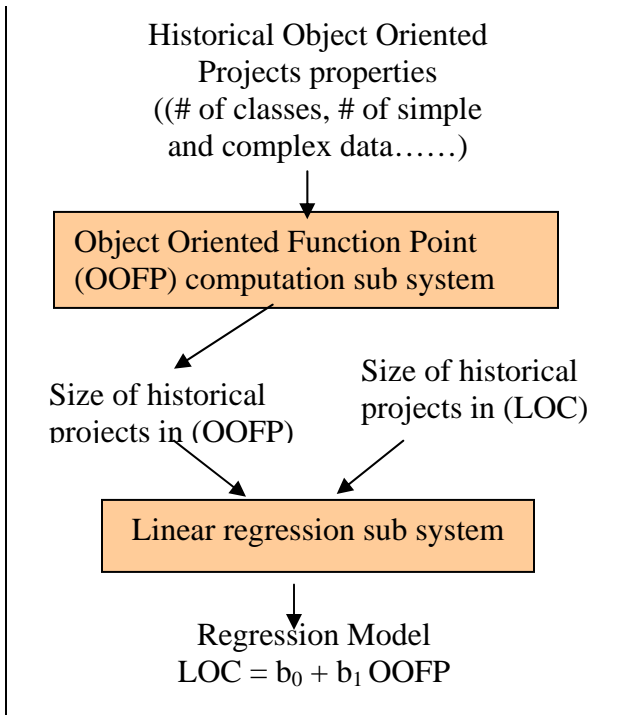 Historical Object Oriented
Projects properties
((# of classes, # of simple
and complex data……)
Object Oriented Function Point
(OOFP) computation sub system
Size of historical
projects in (OOFP)
Size of historical
projects in (LOC)
Linear regression sub system
Regression Model
LOC = b₀ + b₁ OOFP